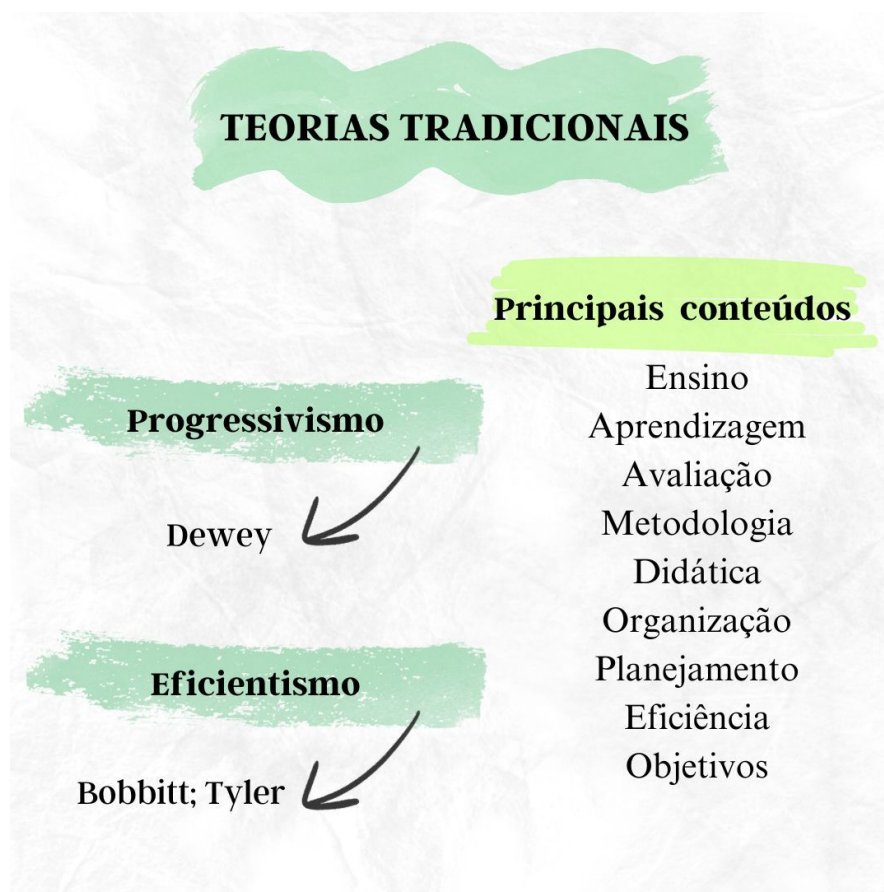 TEORIAS TRADICIONAIS
Progressivismo
Dewey
Eficientismo
Bobbitt; Tyler
Principais conteúdos
Ensino
Aprendizagem
Avaliação
Metodologia
Didática
Organização
Planejamento
Eficiência
Objetivos